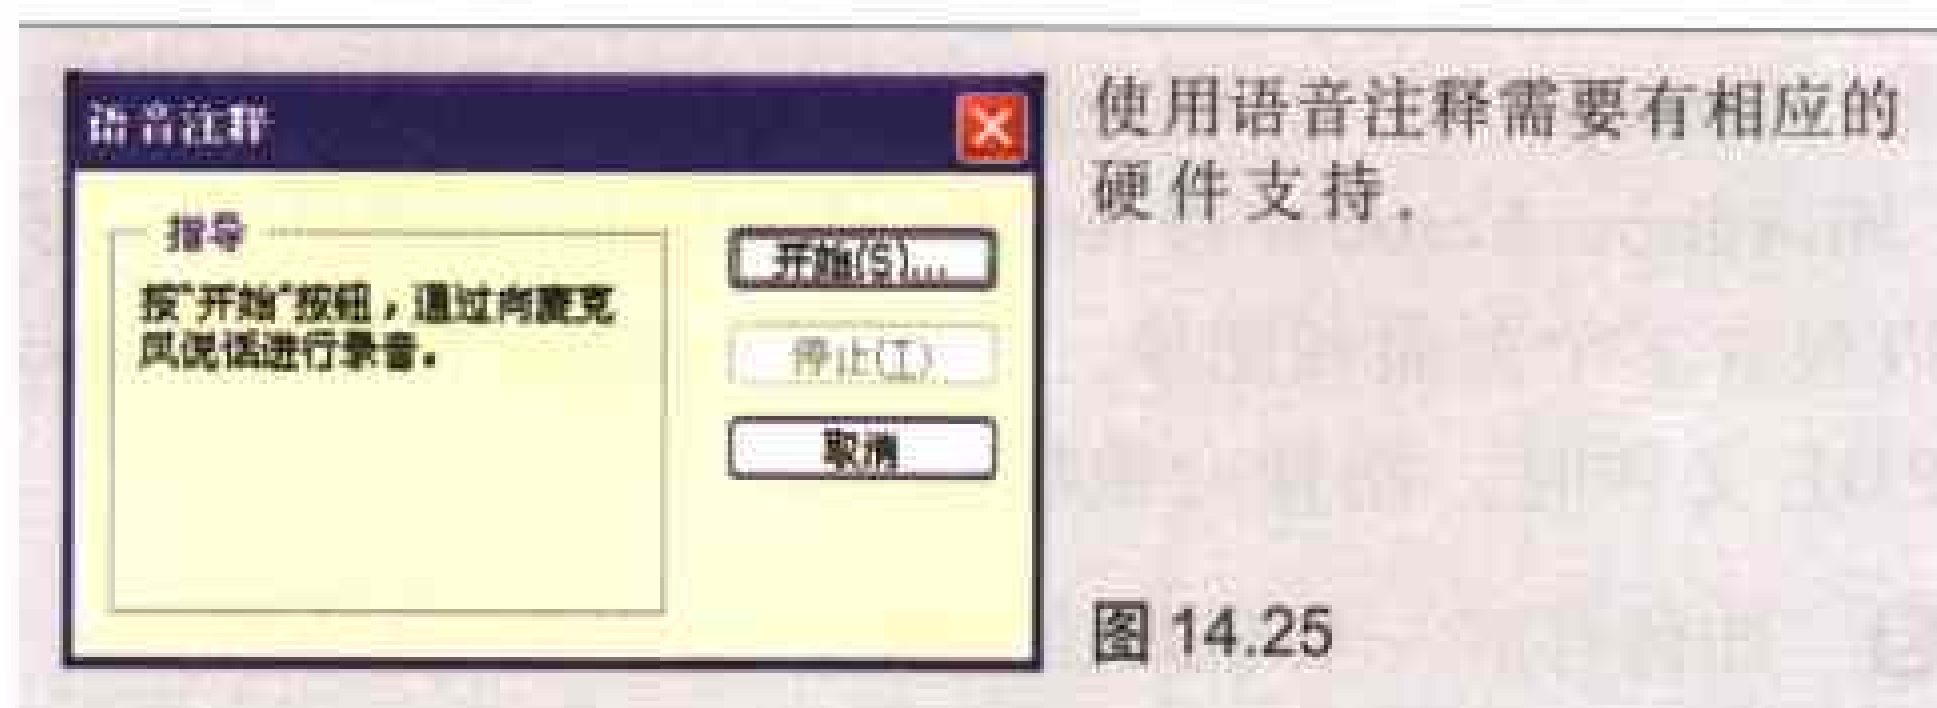 语音注释
指导
按"开始"按钮，通过向麦克
风说话进行录音。
开始(S)...
停止(T)
取消
使用语音注释需要有相应的
硬件支持.
图 14.25